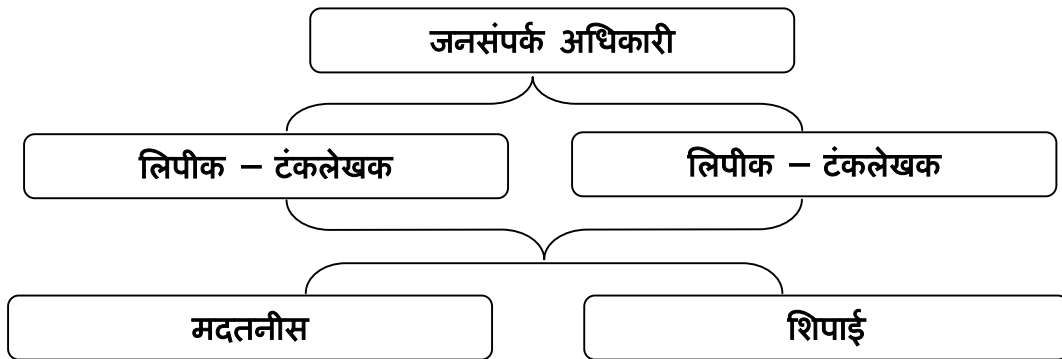 जनसंपर्क अधिकारी
लिपीक – टंकलेखक
लिपीक – टंकलेखक
मदतनीस
शिपाई